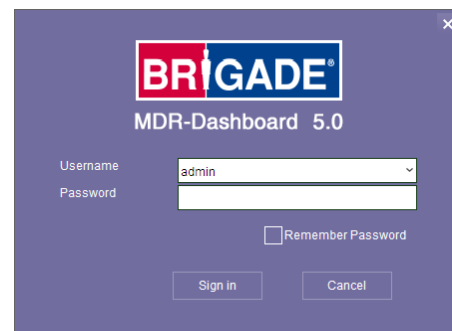 BRIGADE®
MDR-Dashboard 5.0
Username admin
Password
Remember Password
Sign in Cancel